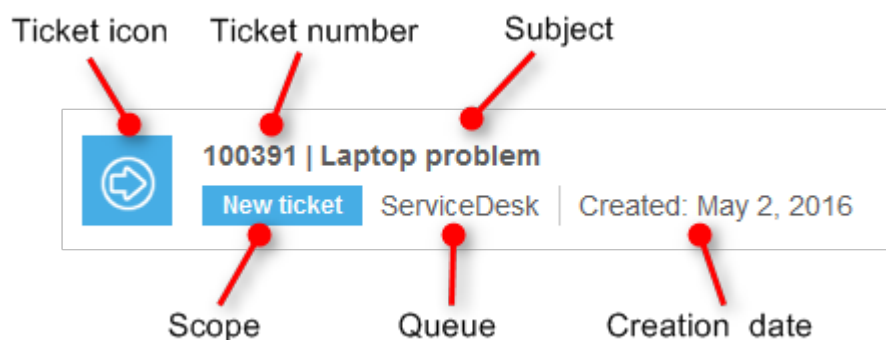 Ticket icon Ticket number Subject
100391 | Laptop problem
New ticket ServiceDesk Created: May 2, 2016
Scope Queue Creation date